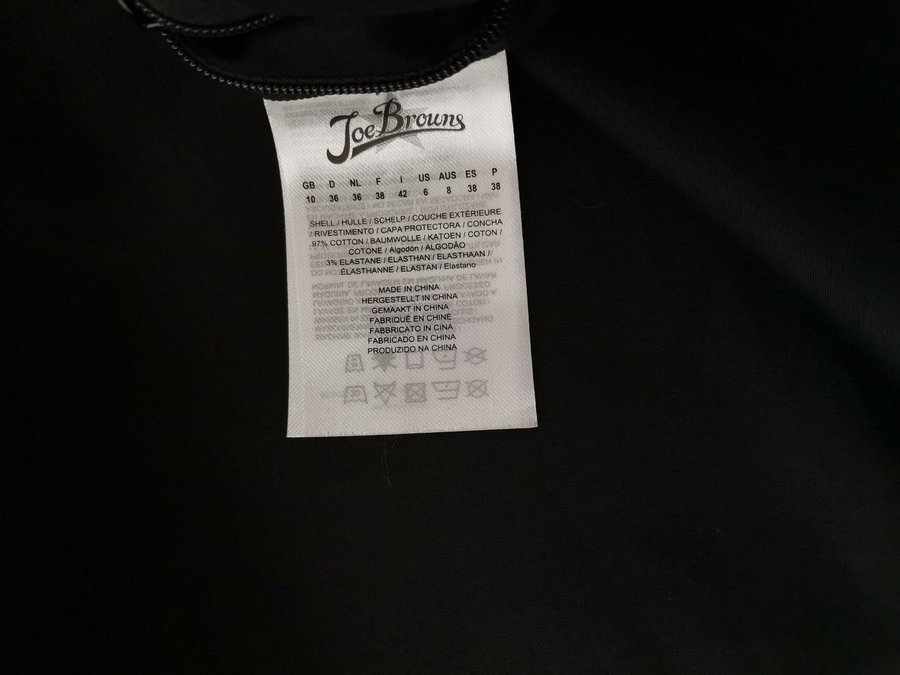 Joe Browns
GB D NL F I US AUS ES P
10 36 36 38 42 6 8 38 38
SHELL / HÜLLE / SCHELP / COUCHE EXTÉRIEURE
/ RIVESTIMENTO / CAPA PROTECTORA / CONCHA
97% COTTON / BAUMWOLLE / KATOEN / COTON /
COTONE / Algodón / ALGODÃO
3% ELASTANE / ELASTHAN / ELASTHAAN /
ÉLASTHANNE / ELASTAN / Elastano
MADE IN CHINA
HERGESTELLT IN CHINA
GEMAAKT IN CHINA
FABRIQUÉ EN CHINE
FABBRICATO IN CINA
FABRICADO EN CHINA
PRODUZIDO NA CHINA